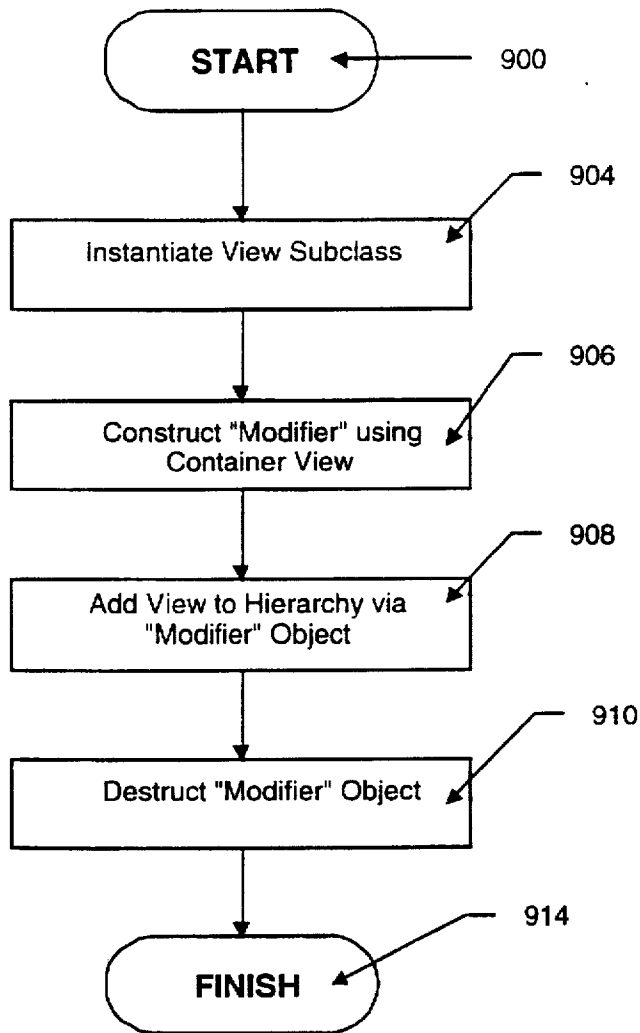 START
900
904
Instantiate View Subclass
906
Construct "Modifier" using
Container View
908
Add View to Hierarchy via
"Modifier" Object
910
Destruct "Modifier" Object
914
FINISH